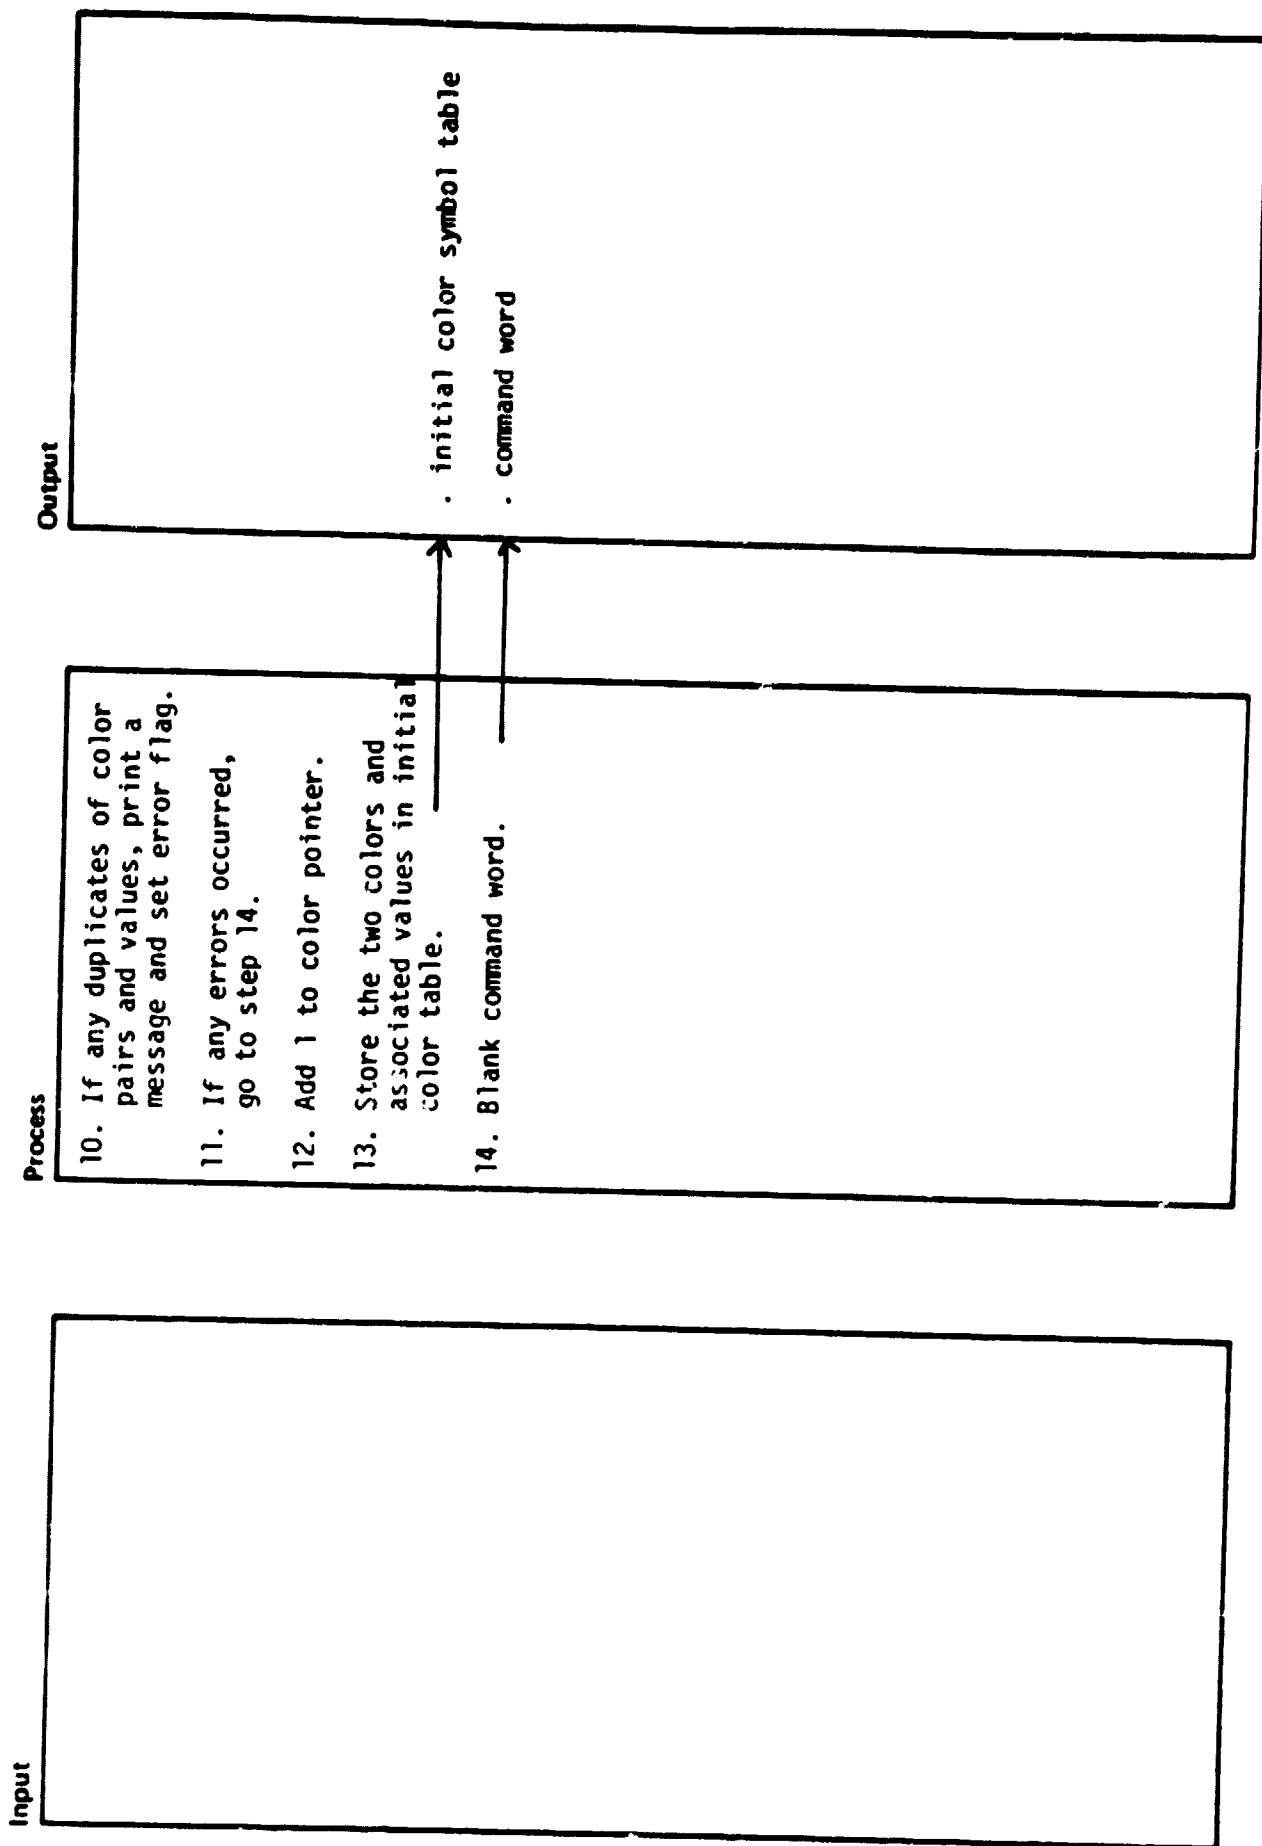 Input
Process
10. If any duplicates of color
pairs and values, print a
message and set error flag.
11. If any errors occurred,
go to step 14.
12. Add 1 to color pointer.
13. Store the two colors and
associated values in initial
color table.
14. Blank command word.
Output
. initial color symbol table
. command word